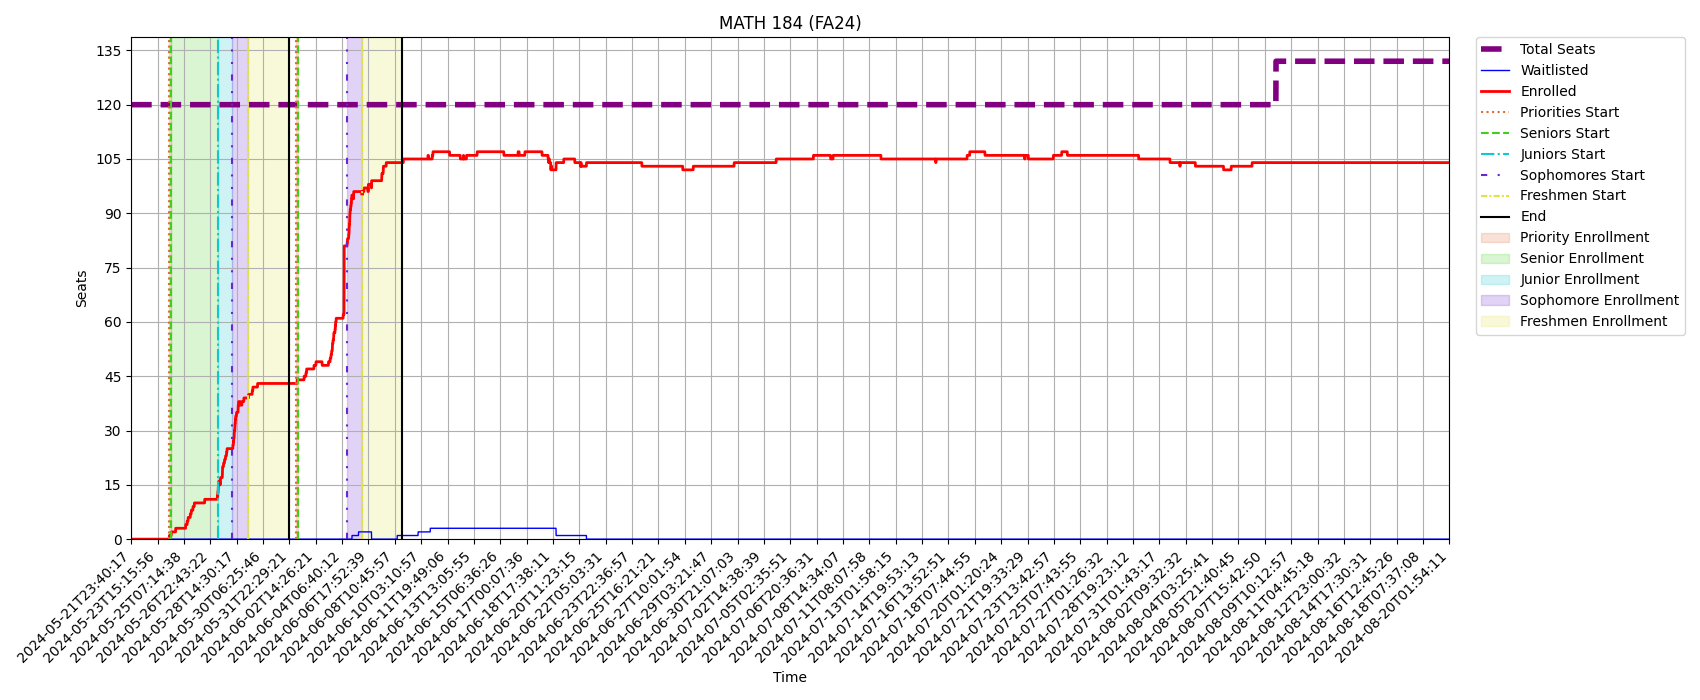 MATH 184 (FA24)
Seats
135
120
105
90
75
60
45
30
15
0
2024-05-21T23:40:17
2024-05-23T15:15:56
2024-05-25T07:14:38
2024-05-26T22:43:22
2024-05-28T14:30:17
2024-05-30T06:25:46
2024-05-31T22:29:21
2024-06-02T14:26:21
2024-06-04T06:40:12
2024-06-06T17:52:39
2024-06-08T10:45:57
2024-06-10T03:10:57
2024-06-11T19:49:06
2024-06-13T13:05:55
2024-06-15T06:36:26
2024-06-17T00:07:36
2024-06-18T17:38:11
2024-06-20T11:23:15
2024-06-22T05:03:31
2024-06-23T22:36:57
2024-06-25T16:21:21
2024-06-27T10:01:54
2024-06-29T03:21:47
2024-06-30T21:07:03
2024-07-02T14:38:39
2024-07-05T02:35:51
2024-07-06T20:36:31
2024-07-08T14:34:07
2024-07-11T08:07:58
2024-07-13T01:58:15
2024-07-14T19:53:13
2024-07-16T13:52:51
2024-07-18T07:44:55
2024-07-20T01:20:24
2024-07-21T19:33:29
2024-07-23T13:42:57
2024-07-25T07:43:55
2024-07-27T01:26:32
2024-07-28T19:23:12
2024-07-31T01:43:17
2024-08-02T09:32:32
2024-08-04T03:25:41
2024-08-05T21:40:45
2024-08-07T15:42:50
2024-08-09T10:12:57
2024-08-11T04:45:18
2024-08-12T23:00:32
2024-08-14T17:30:31
2024-08-16T12:45:26
2024-08-18T07:37:08
2024-08-20T01:54:11
Time
Total Seats
Waitlisted
Enrolled
Priorities Start
Seniors Start
Juniors Start
Sophomores Start
Freshmen Start
End
Priority Enrollment
Senior Enrollment
Junior Enrollment
Sophomore Enrollment
Freshmen Enrollment